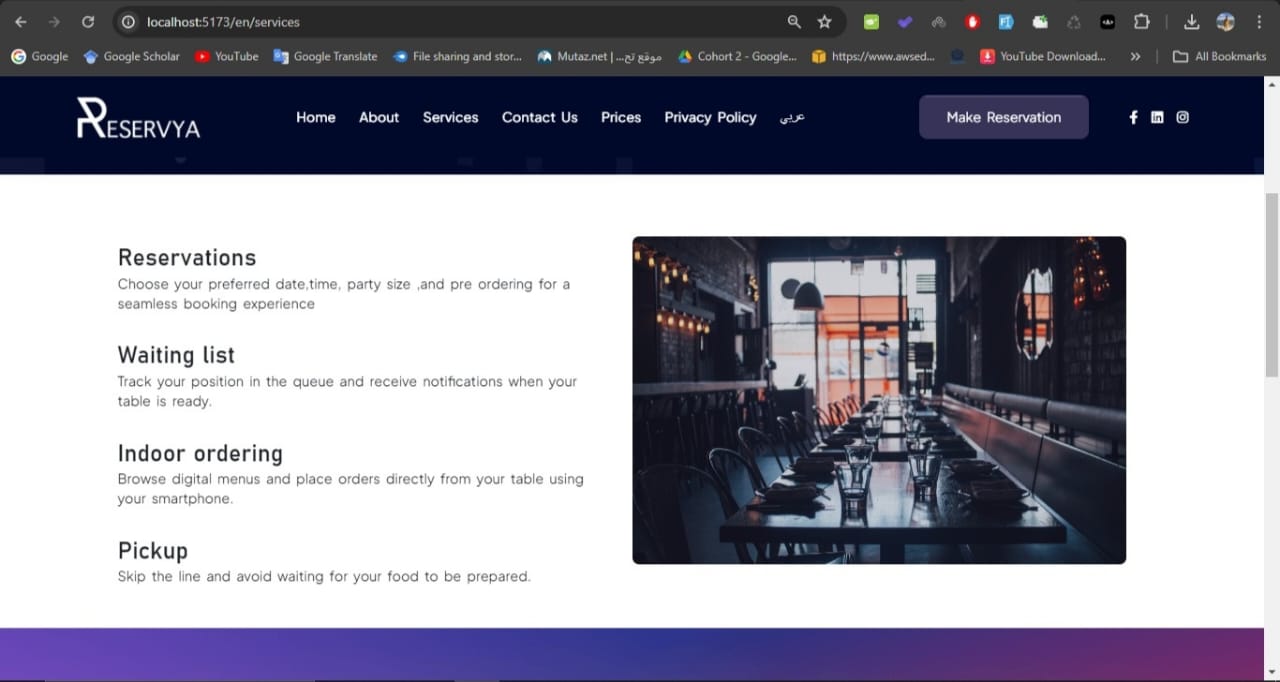 localhost:5173/en/services
Google
Google Scholar
YouTube
Google Translate
File sharing and stor...
Mutaz.net | موقع تح...
Cohort 2 - Google...
https://www.awsed...
YouTube Download...
»
All Bookmarks
RESERVYA
Home
About
Services
Contact Us
Prices
Privacy Policy
عربي
Make Reservation
Reservations
Choose your preferred date,time, party size ,and pre ordering for a
seamless booking experience
Waiting list
Track your position in the queue and receive notifications when your
table is ready.
Indoor ordering
Browse digital menus and place orders directly from your table using
your smartphone.
Pickup
Skip the line and avoid waiting for your food to be prepared.